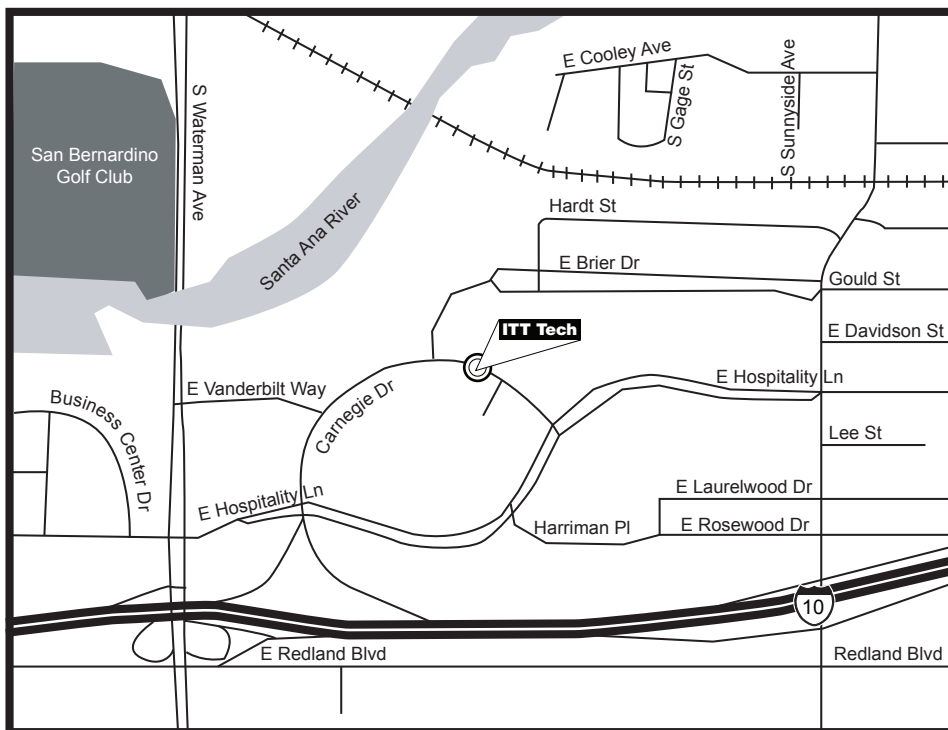 E Cooley Ave
S Gage St
S Sunnyside Ave
S Waterman Ave
San Bernardino
Golf Club
Santa Ana River
Hardt St
E Brier Dr
Gould St
ITT Tech
E Davidson St
E Vanderbilt Way
Carnegie Dr
E Hospitality Ln
Business Center Dr
Lee St
E Hospitality Ln
E Laurelwood Dr
Harriman Pl
E Rosewood Dr
10
E Redland Blvd
Redland Blvd